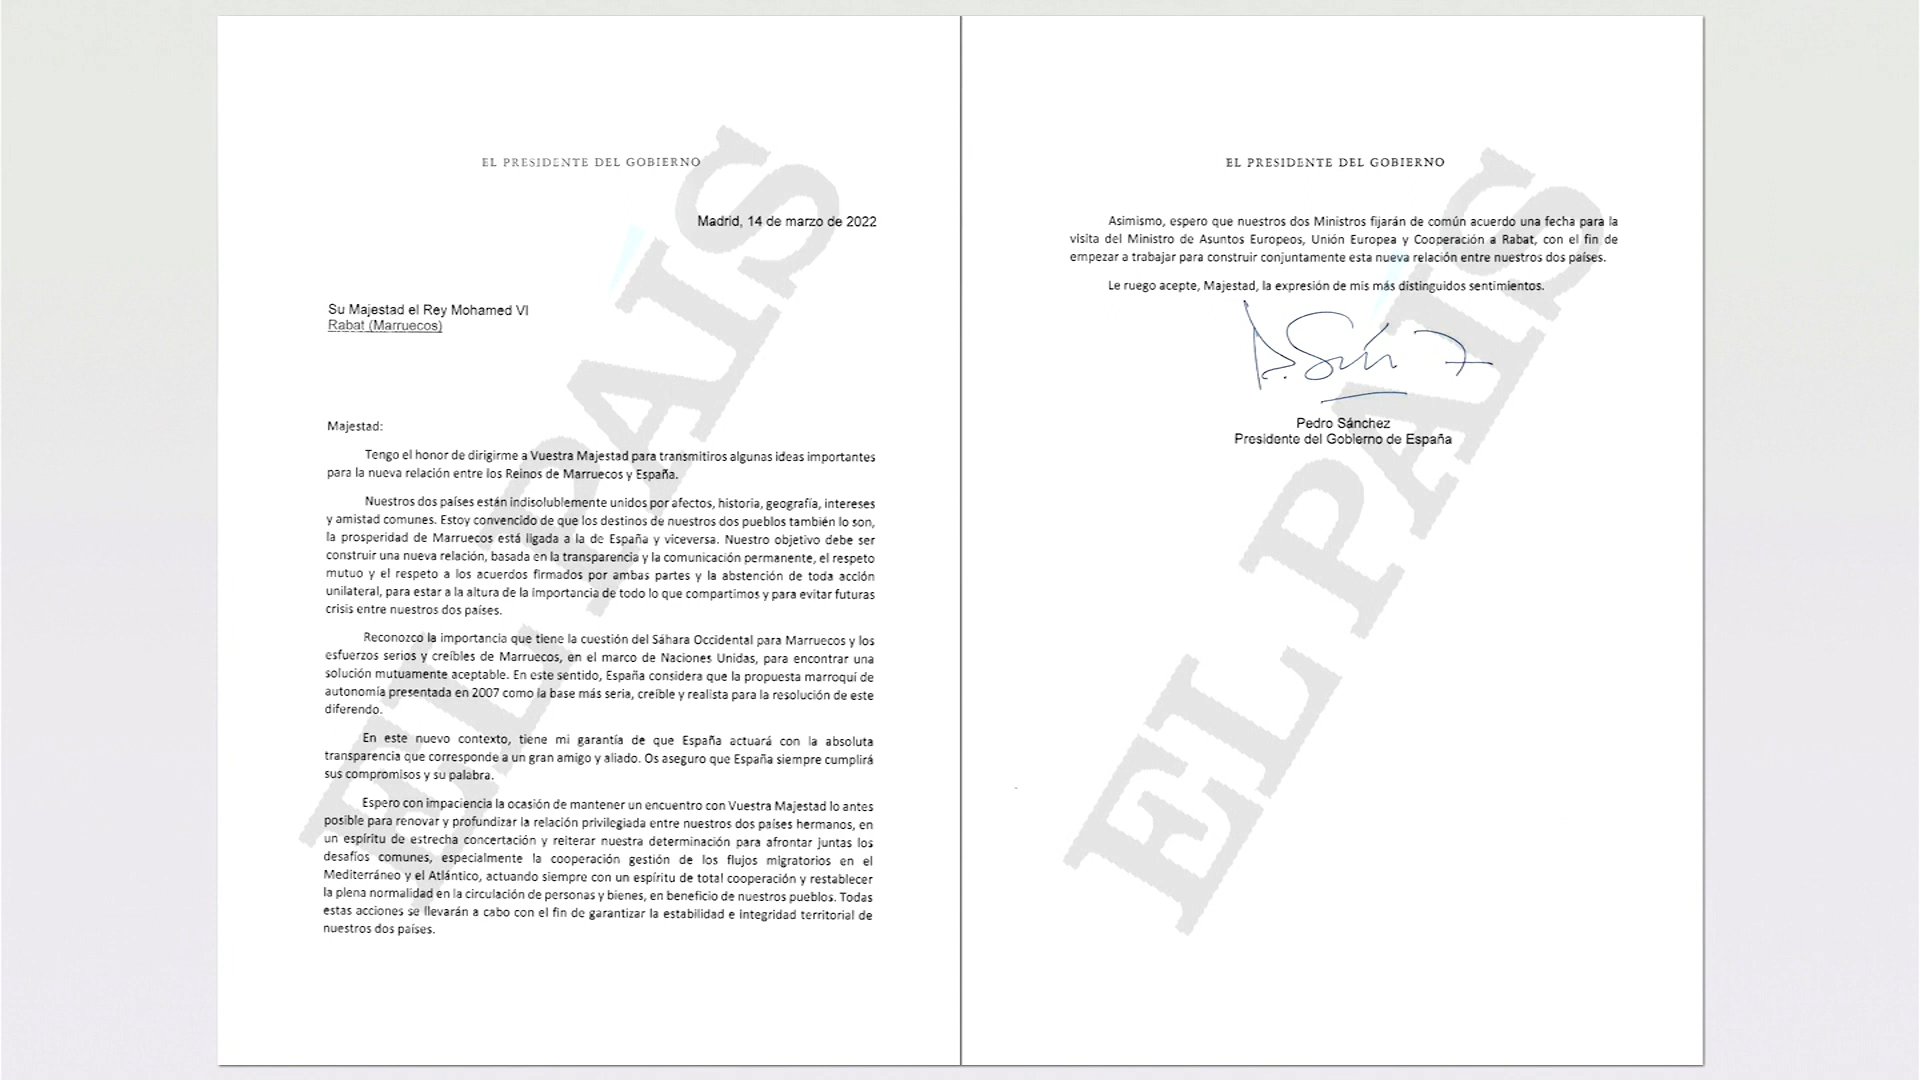 EL PRESIDENTE DEL GOBIERNO
Madrid, 14 de marzo de 2022
Su Majestad el Rey Mohamed VI
Rabat (Marruecos)
Majestad:
Tengo el honor de dirigirme a Vuestra Majestad para transmitiros algunas ideas importantes
para la nueva relación entre los Reinos de Marruecos y España.
Nuestros dos países están indisolublemente unidos por afectos, historia, geografía, intereses
y amistad comunes. Estoy convencido de que los destinos de nuestros dos pueblos también lo son,
la prosperidad de Marruecos está ligada a la de España y viceversa. Nuestro objetivo debe ser
construir una nueva relación, basada en la transparencia y la comunicación permanente, el respeto
mutuo y el respeto a los acuerdos firmados por ambas partes y la abstención de toda acción
unilateral, para estar a la altura de la importancia de todo lo que compartimos y para evitar futuras
crisis entre nuestros dos países.
Reconozco la importancia que tiene la cuestión del Sáhara Occidental para Marruecos y los
esfuerzos serios y creíbles de Marruecos, en el marco de Naciones Unidas, para encontrar una
solución mutuamente aceptable. En este sentido, España considera que la propuesta marroquí de
autonomía presentada en 2007 como la base más seria, creíble y realista para la resolución de este
diferendo.
En este nuevo contexto, tiene mi garantía de que España actuará con la absoluta
transparencia que corresponde a un gran amigo y aliado. Os aseguro que España siempre cumplirá
sus compromisos y su palabra.
Espero con impaciencia la ocasión de mantener un encuentro con Vuestra Majestad lo antes
posible para renovar y profundizar la relación privilegiada entre nuestros dos países hermanos, en
un espíritu de estrecha concertación y reiterar nuestra determinación para afrontar juntas los
desafíos comunes, especialmente la cooperación gestión de los flujos migratorios en el
Mediterráneo y el Atlántico, actuando siempre con un espíritu de total cooperación y restablecer
la plena normalidad en la circulación de personas y bienes, en beneficio de nuestros pueblos. Todas
estas acciones se llevarán a cabo con el fin de garantizar la estabilidad e integridad territorial de
nuestros dos países.
EL PAÍS
EL PRESIDENTE DEL GOBIERNO
Asimismo, espero que nuestros dos Ministros fijarán de común acuerdo una fecha para la
visita del Ministro de Asuntos Europeos, Unión Europea y Cooperación a Rabat, con el fin de
empezar a trabajar para construir conjuntamente esta nueva relación entre nuestros dos países.
Le ruego acepte, Majestad, la expresión de mis más distinguidos sentimientos.
Pedro Sánchez
Presidente del Gobierno de España
EL PAÍS